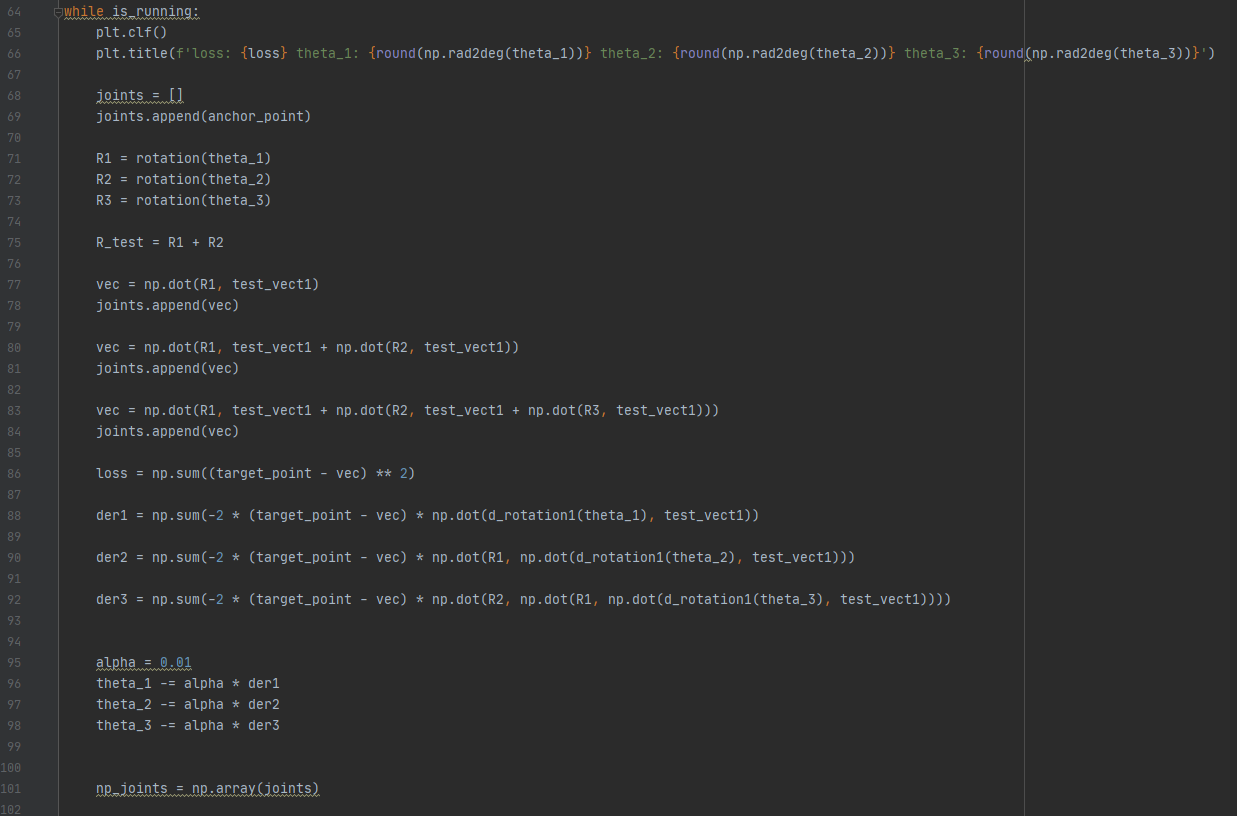 64 while is_running:
65 plt.clf()
66 plt.title(f'loss: {loss} theta_1: {round(np.rad2deg(theta_1))} theta_2: {round(np.rad2deg(theta_2))} theta_3: {round(np.rad2deg(theta_3))}')
67
68 joints = []
69 joints.append(anchor_point)
70
71 R1 = rotation(theta_1)
72 R2 = rotation(theta_2)
73 R3 = rotation(theta_3)
74
75 R_test = R1 + R2
76
77 vec = np.dot(R1, test_vect1)
78 joints.append(vec)
79
80 vec = np.dot(R1, test_vect1 + np.dot(R2, test_vect1))
81 joints.append(vec)
82
83 vec = np.dot(R1, test_vect1 + np.dot(R2, test_vect1 + np.dot(R3, test_vect1)))
84 joints.append(vec)
85
86 loss = np.sum((target_point - vec) ** 2)
87
88 der1 = np.sum(-2 * (target_point - vec) * np.dot(d_rotation1(theta_1), test_vect1))
89
90 der2 = np.sum(-2 * (target_point - vec) * np.dot(R1, np.dot(d_rotation1(theta_2), test_vect1)))
91
92 der3 = np.sum(-2 * (target_point - vec) * np.dot(R2, np.dot(R1, np.dot(d_rotation1(theta_3), test_vect1))))
93
94
95 alpha = 0.01
96 theta_1 -= alpha * der1
97 theta_2 -= alpha * der2
98 theta_3 -= alpha * der3
99
100
101 np_joints = np.array(joints)
102